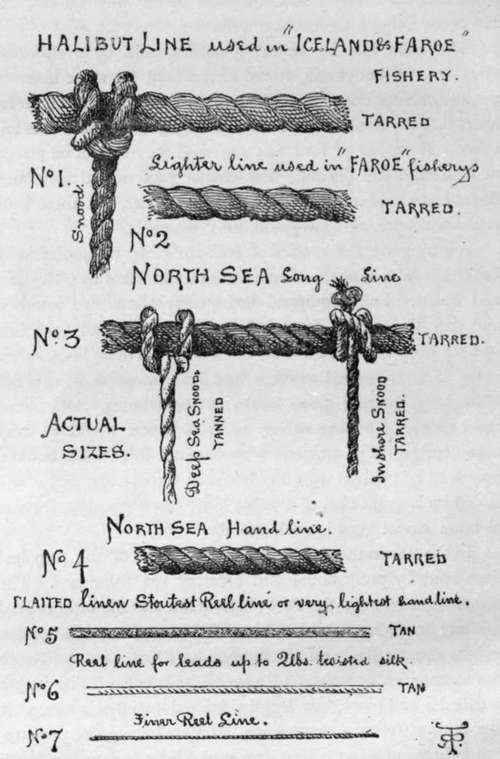 HALIBUT LINE used in "ICELAND & FAROE"
FISHERY.
TARRED
No 1.
Snood.
Lighter line used in "FAROE" fisherys
TARRED.
No 2
NORTH SEA Long Line
No 3
TARRED.
Deep Sea Snood.
TANNED
Inshore Snood
TARRED.
ACTUAL
SIZES.
NORTH SEA Hand line.
No 4
TARRED
PLAITED linen Stoutest Reel line or very lightest hand line.
No 5
TAN
Reel line for leads up to 2lbs. twisted silk.
No 6
TAN
Finer Reel Line.
No 7